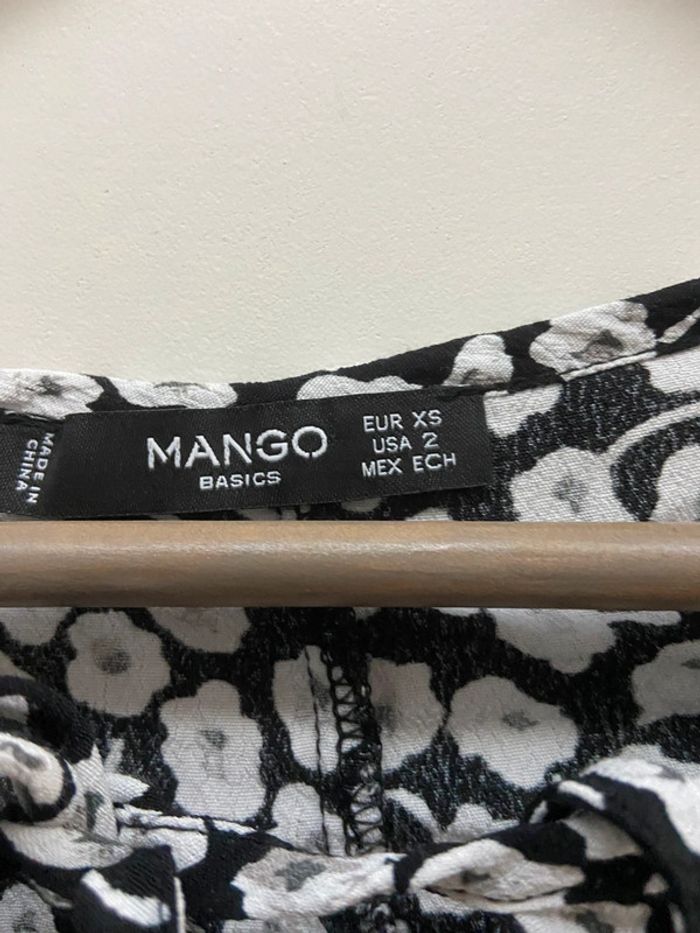 MANGO
BASICS
EUR XS
USA 2
MEX ECH
MADE IN
CHINA